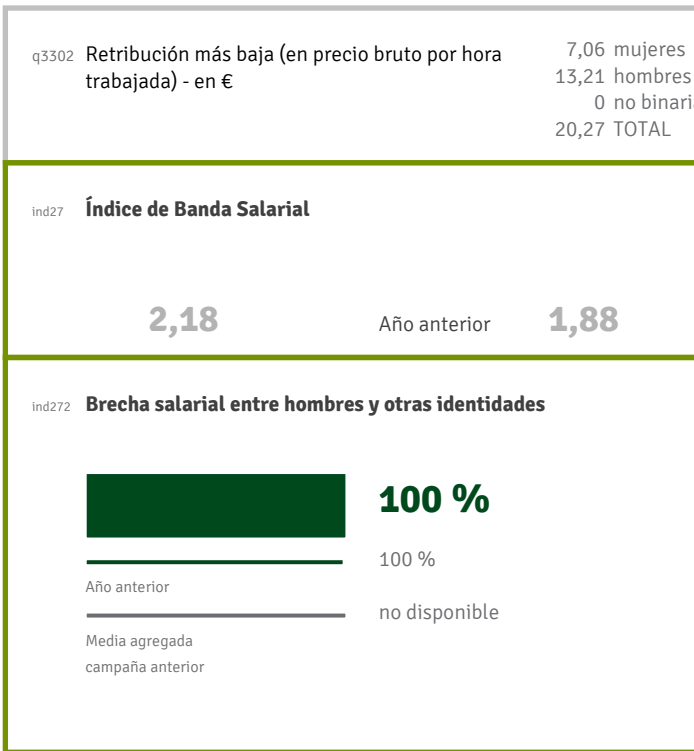 q3302 Retribución más baja (en precio bruto por hora
trabajada) - en €
7,06 mujeres
13,21 hombres
0 no binari
20,27 TOTAL
ind27 Índice de Banda Salarial
2,18 Año anterior 1,88
ind272 Brecha salarial entre hombres y otras identidades
100 %
100 %
Año anterior
no disponible
Media agregada
campaña anterior